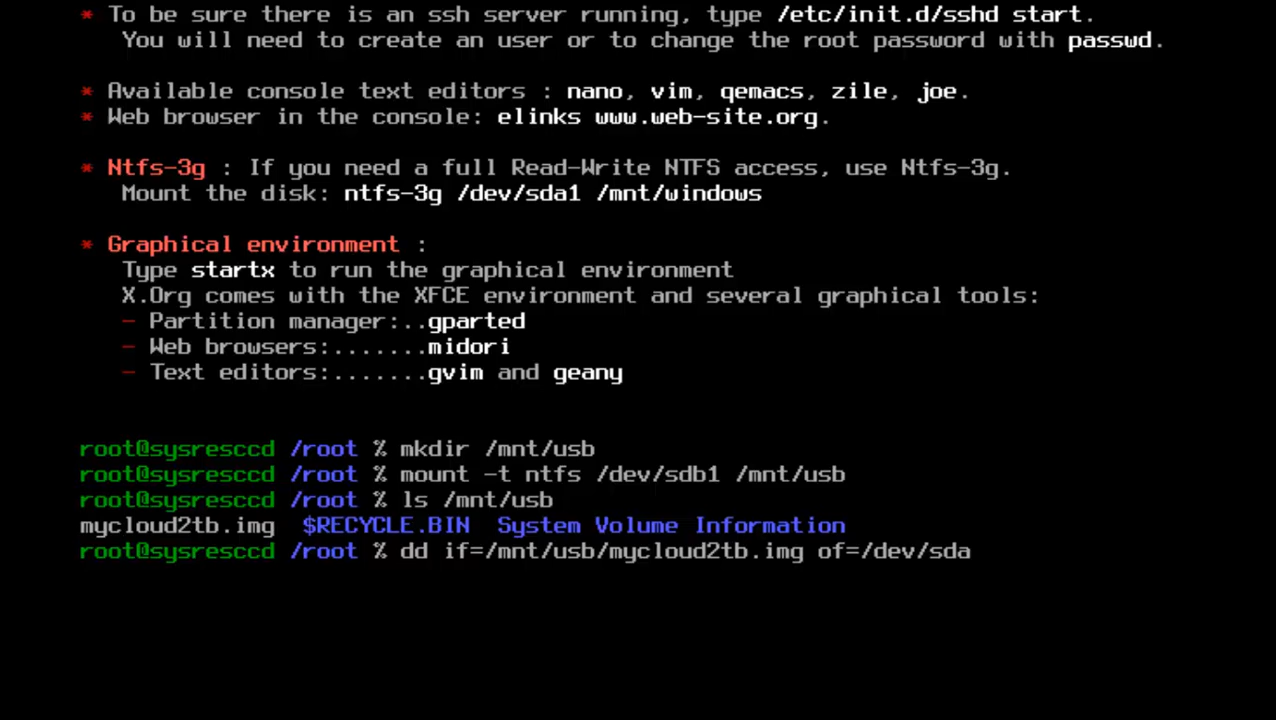 * To be sure there is an ssh server running, type /etc/init.d/sshd start.
You will need to create an user or to change the root password with passwd.
* Available console text editors : nano, vim, qemacs, zile, joe.
* Web browser in the console: elinks www.web-site.org.
* Ntfs-3g : If you need a full Read-Write NTFS access, use Ntfs-3g.
Mount the disk: ntfs-3g /dev/sda1 /mnt/windows
* Graphical environment :
Type startx to run the graphical environment
X.Org comes with the XFCE environment and several graphical tools:
- Partition manager:..gparted
- Web browsers:.......midori
- Text editors:.......gvim and geany
root@sysresccd /root % mkdir /mnt/usb
root@sysresccd /root % mount -t ntfs /dev/sdb1 /mnt/usb
root@sysresccd /root % ls /mnt/usb
mycloud2tb.img  $RECYCLE.BIN  System Volume Information
root@sysresccd /root % dd if=/mnt/usb/mycloud2tb.img of=/dev/sda